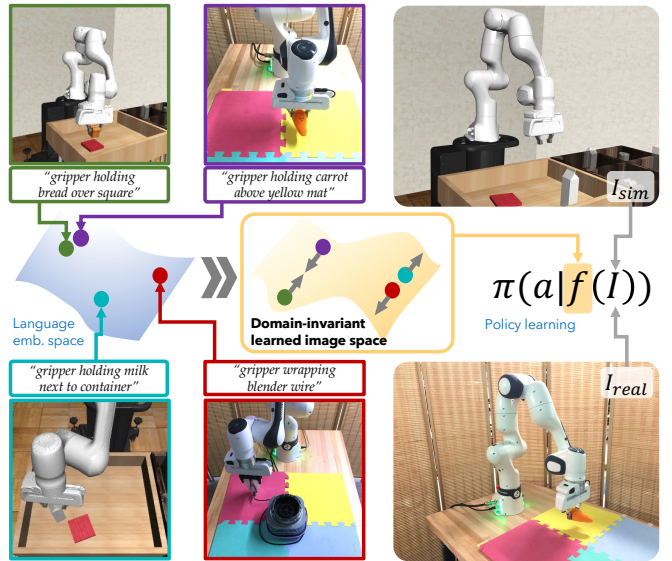 "gripper holding
bread over square"
"gripper holding carrot
above yellow mat"
I_sim
Language
emb. space
Domain-invariant
learned image space
π(a|f(I))
Policy learning
"gripper holding milk
next to container"
"gripper wrapping
blender wire"
I_real